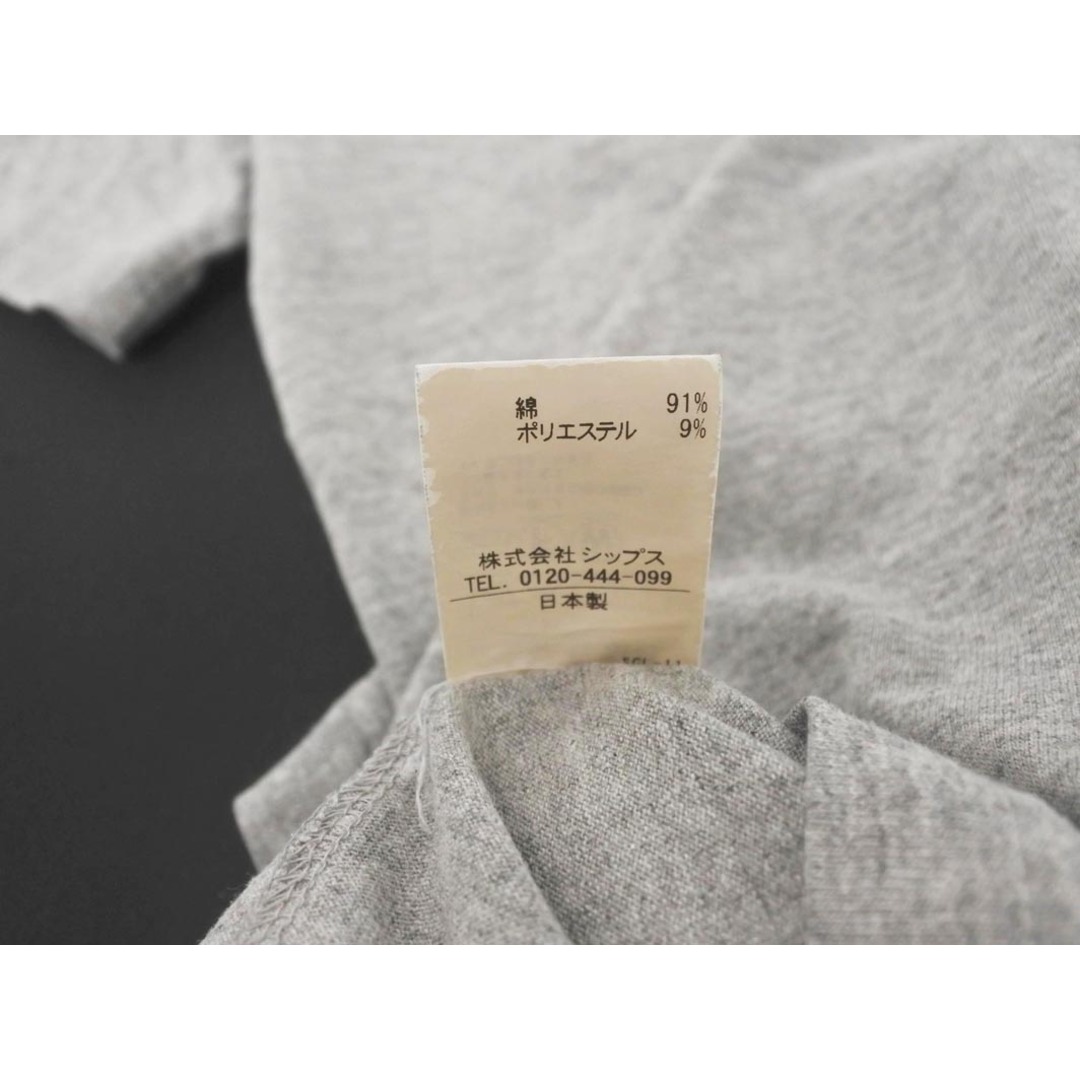 綿 91%
ポリエステル 9%
株式会社シップス
TEL. 0120-444-099
日本製